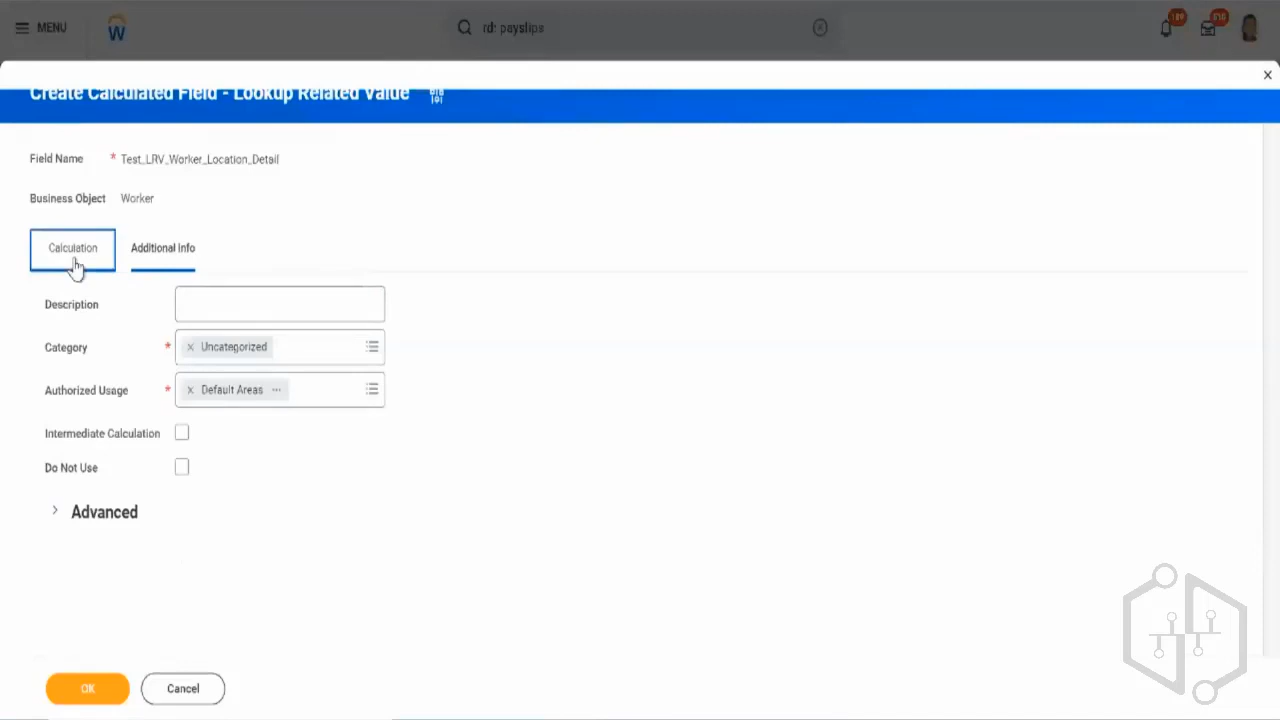 MENU
rd: payslips
189
Create Calculated Field - Lookup Related Value
Field Name * Test_LRV_Worker_Location_Detail
Business Object Worker
Calculation Additional Info
Description
Category * × Uncategorized
Authorized Usage * × Default Areas ...
Intermediate Calculation
Do Not Use
Advanced
OK Cancel